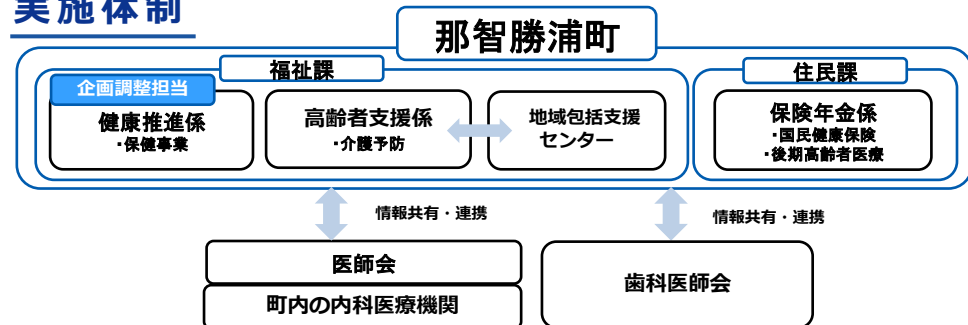 実施体制
那智勝浦町
福祉課
企画調整担当
健康推進係
・保健事業
高齢者支援係
・介護予防
地域包括支援
センター
住民課
保険年金係
・国民健康保険
・後期高齢者医療
情報共有・連携
情報共有・連携
医師会
町内の内科医療機関
歯科医師会